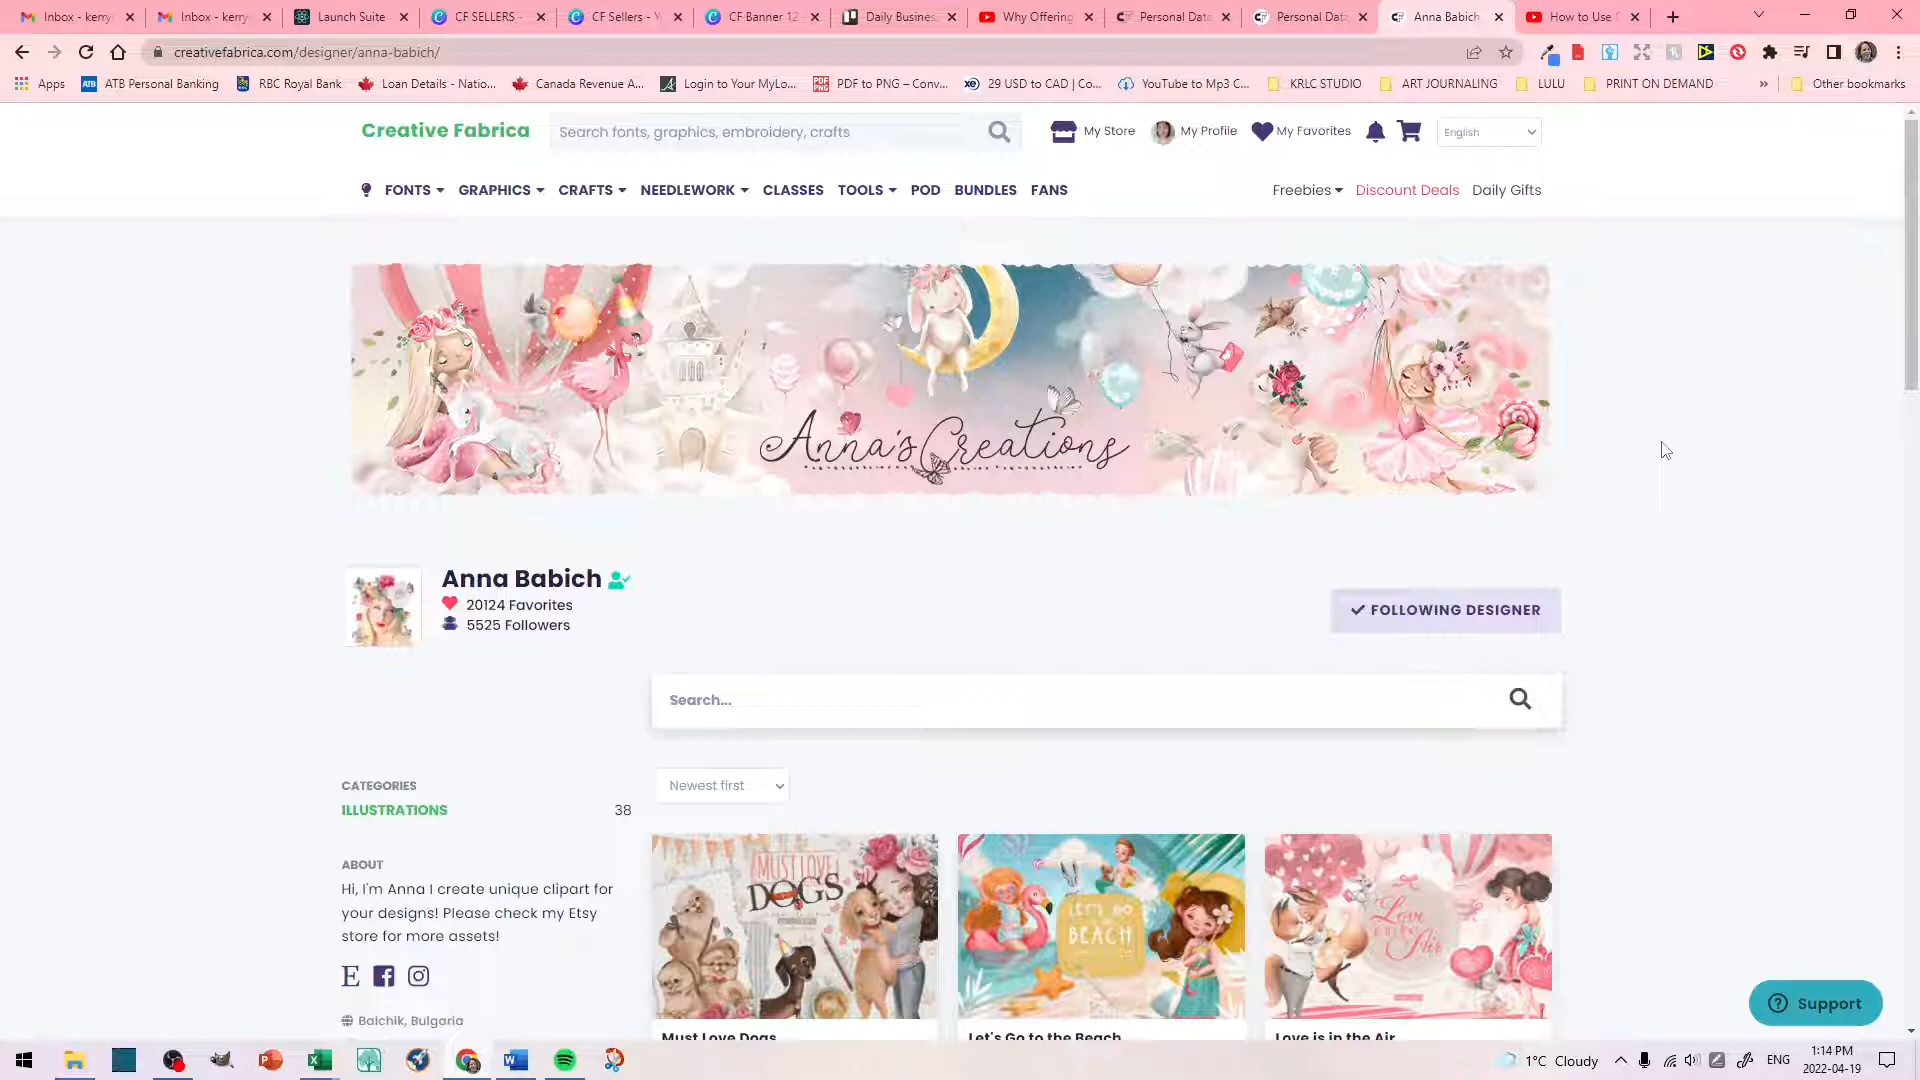 Inbox - kerry
Inbox - kerry
Launch Suite
CF SELLERS -
CF Sellers - Y
CF Banner 12
Daily Busines
Why Offering
Personal Data
Personal Data
Anna Babich
How to Use
creativefabrica.com/designer/anna-babich/
Apps
ATB Personal Banking
RBC Royal Bank
Loan Details - Natio...
Canada Revenue A...
Login to Your MyLo...
PDF to PNG – Conv...
29 USD to CAD | Co...
YouTube to Mp3 C...
KRLC STUDIO
ART JOURNALING
LULU
PRINT ON DEMAND
»
Other bookmarks
Creative Fabrica
Search fonts, graphics, embroidery, crafts
My Store
My Profile
My Favorites
English
FONTS
GRAPHICS
CRAFTS
NEEDLEWORK
CLASSES
TOOLS
POD
BUNDLES
FANS
Freebies
Discount Deals
Daily Gifts
Anna's Creations
Anna Babich
20124 Favorites
5525 Followers
FOLLOWING DESIGNER
Search...
Newest first
CATEGORIES
ILLUSTRATIONS 38
ABOUT
Hi, I'm Anna I create unique clipart for
your designs! Please check my Etsy
store for more assets!
Balchik, Bulgaria
MUST LOVE
DOGS
LET'S GO
BEACH
Love
Air
Must Love Dogs
Let's Go to the Beach
Love is in the Air
Support
1°C Cloudy
ENG
1:14 PM
2022-04-19